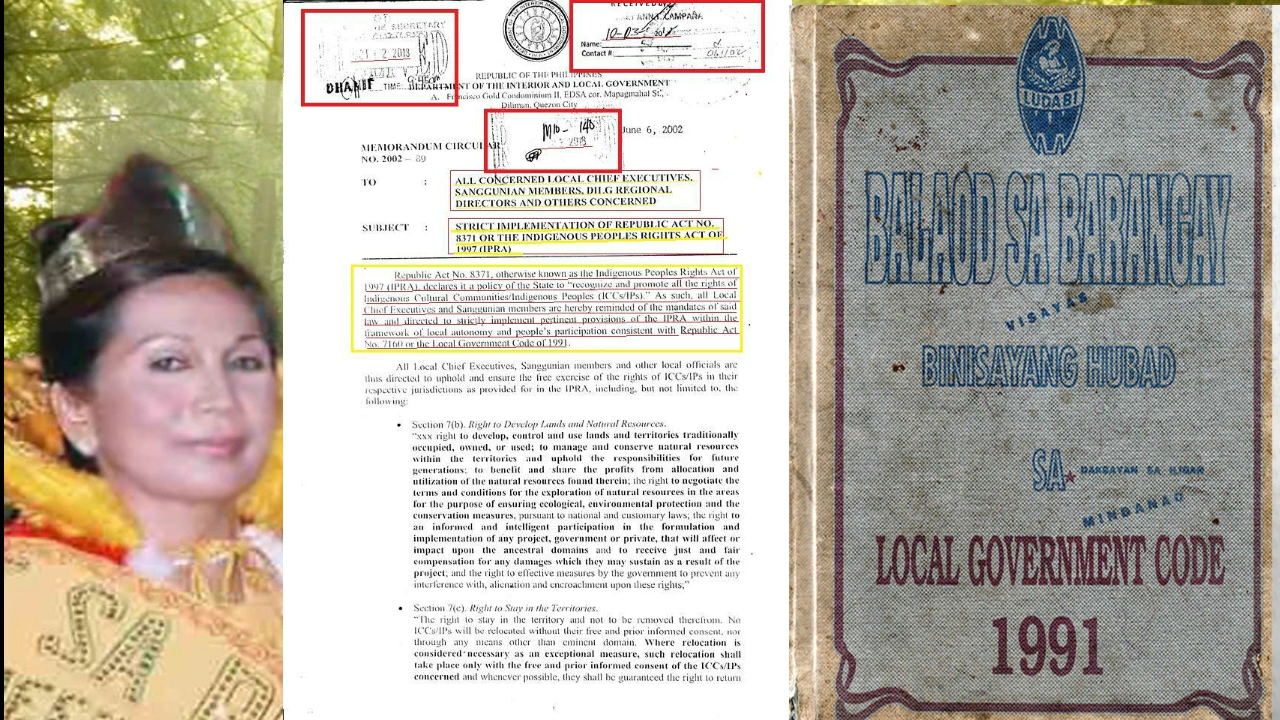 RECEIVED BY
ANN T. CAMPAÑA
Name:
Contact #:
SECRETARY
2018
DHANIF TIME:
REPUBLIC OF THE PHILIPPINES
DEPARTMENT OF THE INTERIOR AND LOCAL GOVERNMENT
A. Francisco Gold Condominium II, EDSA cor. Mapagmahal St.,
Diliman, Quezon City
M10- 140
2018
June 6, 2002
MEMORANDUM CIRCULAR
NO. 2002 – 89
TO : ALL CONCERNED LOCAL CHIEF EXECUTIVES,
SANGGUNIAN MEMBERS, DILG REGIONAL
DIRECTORS AND OTHERS CONCERNED
SUBJECT : STRICT IMPLEMENTATION OF REPUBLIC ACT NO.
8371 OR THE INDIGENOUS PEOPLES RIGHTS ACT OF
1997 (IPRA)
Republic Act No. 8371, otherwise known as the Indigenous Peoples Rights Act of
1997 (IPRA), declares it a policy of the State to “recognize and promote all the rights of
Indigenous Cultural Communities/Indigenous Peoples (ICCs/IPs).” As such, all Local
Chief Executives and Sanggunian members are hereby reminded of the mandates of said
law and directed to strictly implement pertinent provisions of the IPRA within the
framework of local autonomy and people’s participation consistent with Republic Act
No. 7160 or the Local Government Code of 1991.
All Local Chief Executives, Sanggunian members and other local officials are
thus directed to uphold and ensure the free exercise of the rights of ICCs/IPs in their
respective jurisdictions as provided for in the IPRA, including, but not limited to, the
following:
• Section 7(b). Right to Develop Lands and Natural Resources.
“xxx right to develop, control and use lands and territories traditionally
occupied, owned, or used; to manage and conserve natural resources
within the territories and uphold the responsibilities for future
generations; to benefit and share the profits from allocation and
utilization of the natural resources found therein; the right to negotiate the
terms and conditions for the exploration of natural resources in the areas
for the purpose of ensuring ecological, environmental protection and the
conservation measures, pursuant to national and customary laws; the right to
an informed and intelligent participation in the formulation and
implementation of any project, government or private, that will affect or
impact upon the ancestral domains and to receive just and fair
compensation for any damages which they may sustain as a result of the
project; and the right to effective measures by the government to prevent any
interference with, alienation and encroachment upon these rights;”
• Section 7(c). Right to Stay in the Territories.
“The right to stay in the territory and not to be removed therefrom. No
ICCs/IPs will be relocated without their free and prior informed consent, nor
through any means other than eminent domain. Where relocation is
considered necessary as an exceptional measure, such relocation shall
take place only with the free and prior informed consent of the ICCs/IPs
concerned and whenever possible, they shall be guaranteed the right to return
BINISAYANG HUBAD
SA
LOCAL GOVERNMENT CODE
1991